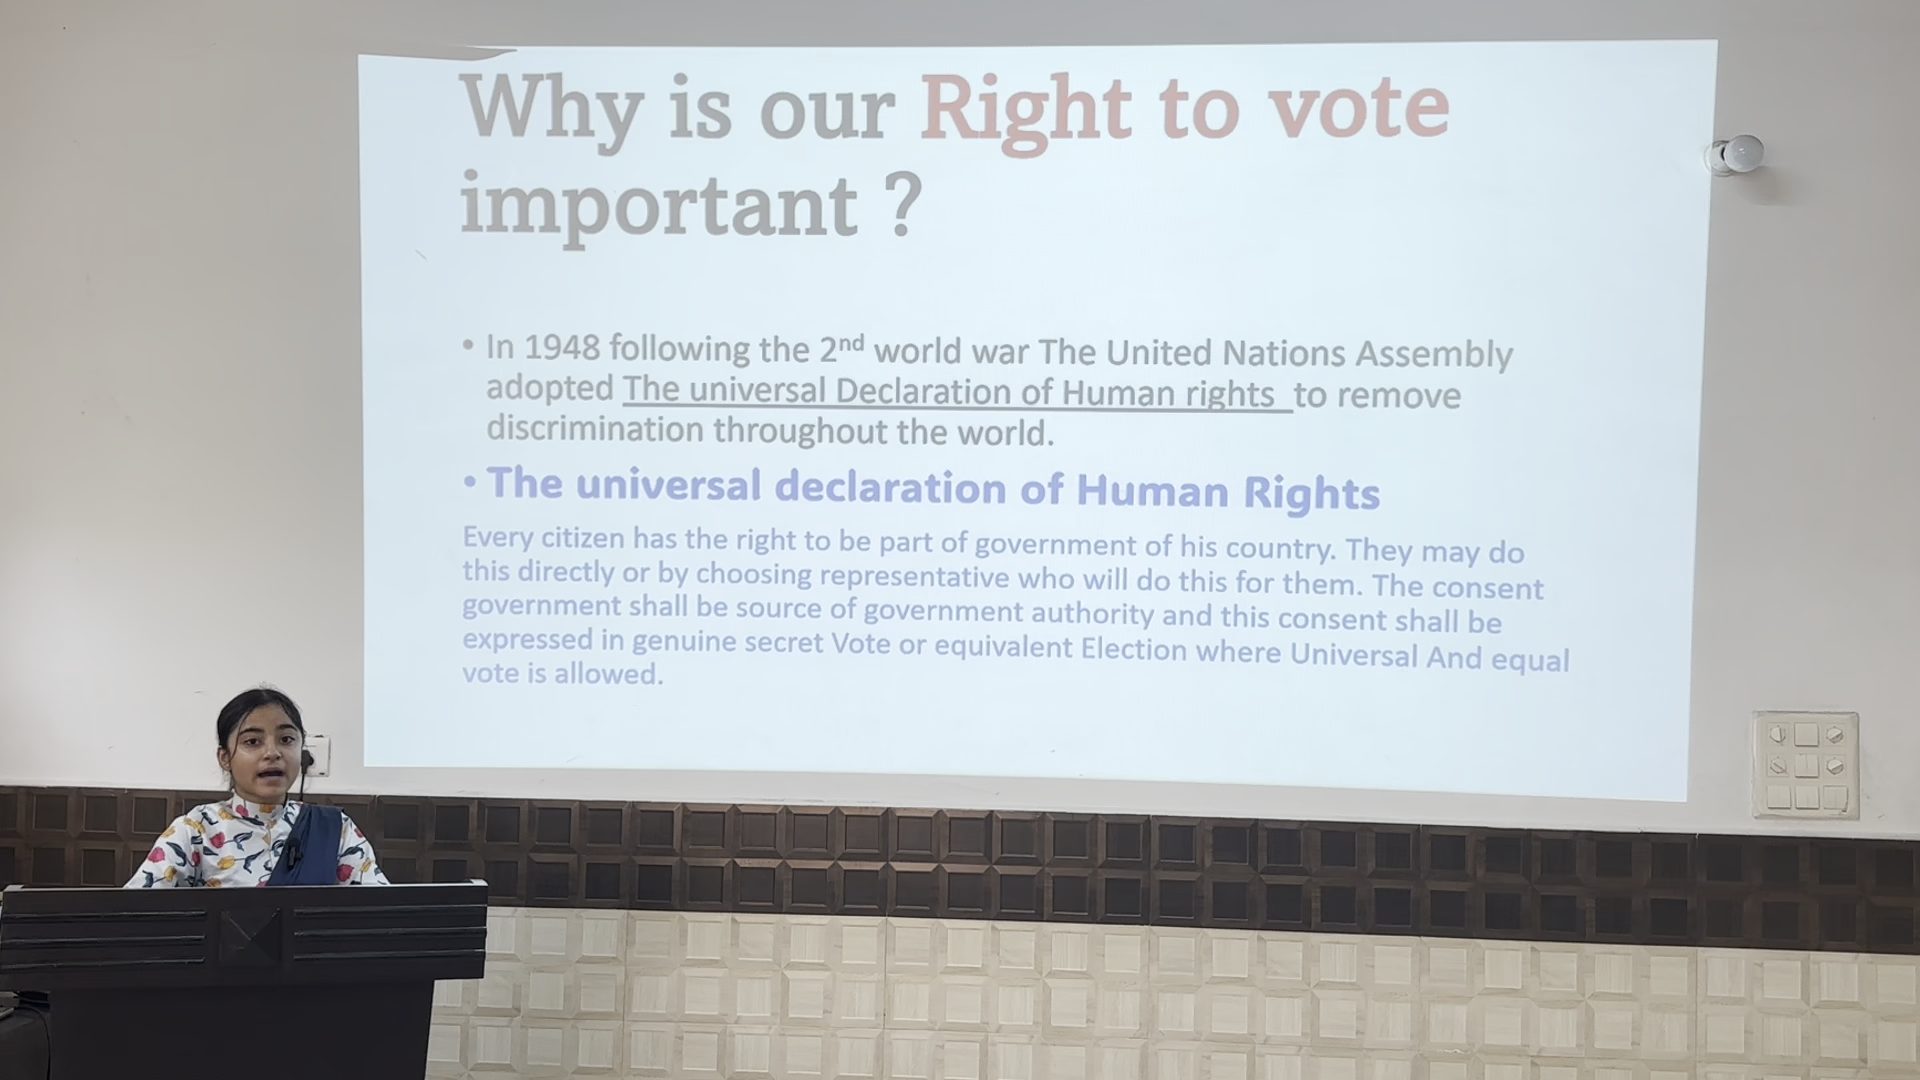 Why is our Right to vote
important ?
• In 1948 following the 2nd world war The United Nations Assembly
adopted The universal Declaration of Human rights to remove
discrimination throughout the world.
• The universal declaration of Human Rights
Every citizen has the right to be part of government of his country. They may do
this directly or by choosing representative who will do this for them. The consent
government shall be source of government authority and this consent shall be
expressed in genuine secret Vote or equivalent Election where Universal And equal
vote is allowed.